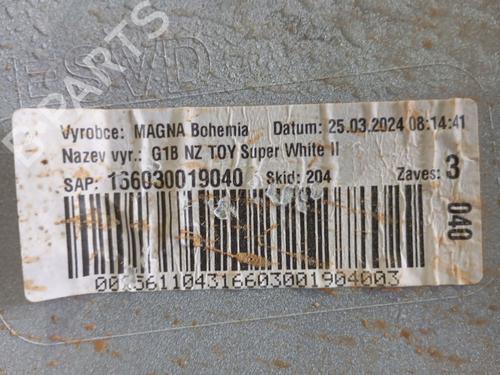 B-PARTS
Vyrobce: MAGNA Bohemia Datum: 25.03.2024 08:14:41
Nazev vyr.: G1B NZ TOY Super White II
SAP: 156030019040 Skid: 204 Zaves: 3
040